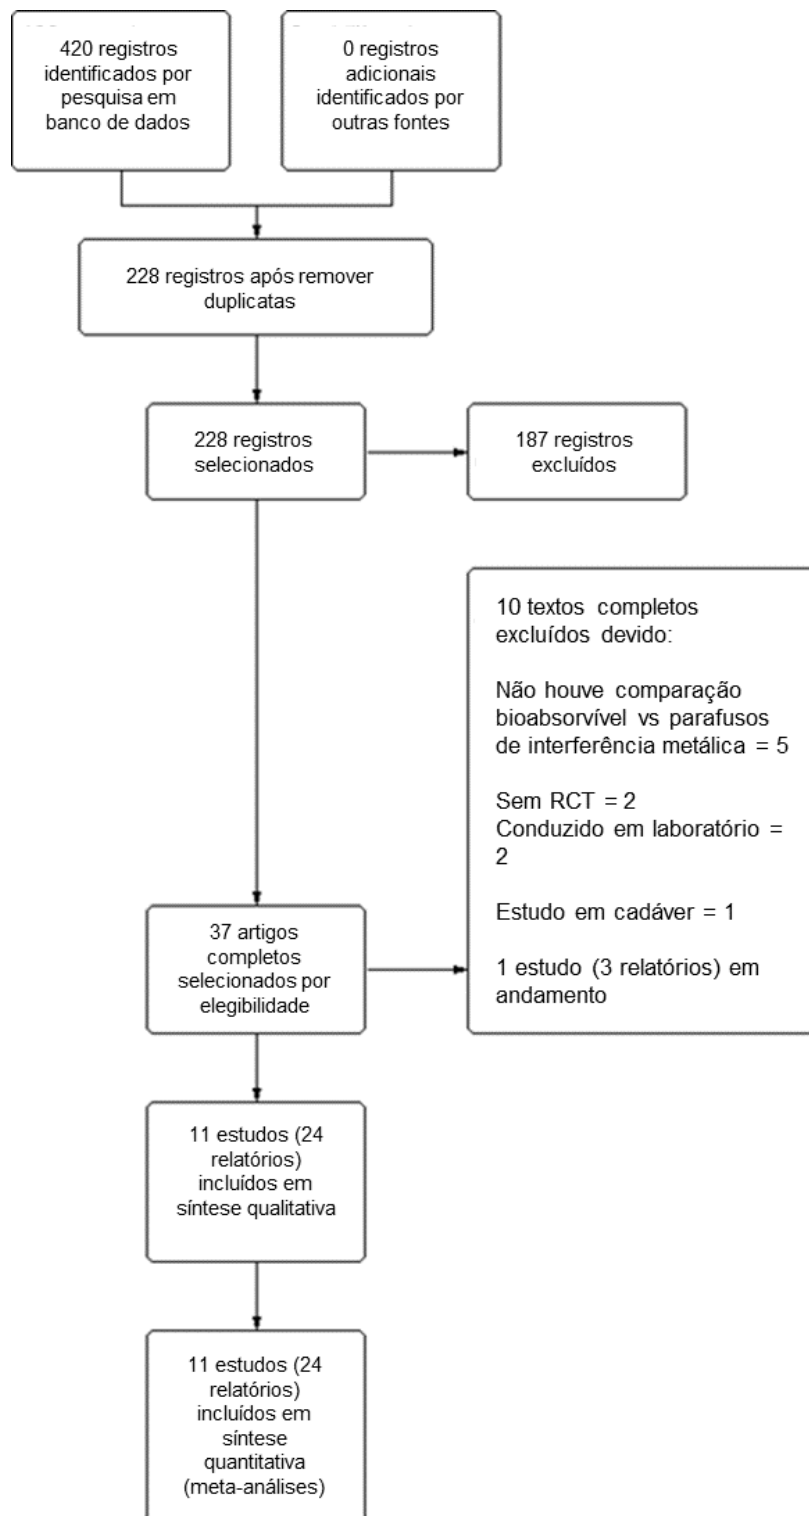 420 registros
identificados por
pesquisa em
banco de dados
0 registros
adicionais
identificados por
outras fontes
228 registros após remover
duplicatas
228 registros
selecionados
187 registros
excluídos
10 textos completos
excluídos devido:
Não houve comparação
bioabsorvível vs parafusos
de interferência metálica = 5
Sem RCT = 2
Conduzido em laboratório =
2
Estudo em cadáver = 1
1 estudo (3 relatórios) em
andamento
37 artigos
completos
selecionados por
elegibilidade
11 estudos (24
relatórios)
incluídos em
síntese qualitativa
11 estudos (24
relatórios)
incluídos em
síntese
quantitativa
(meta-análises)